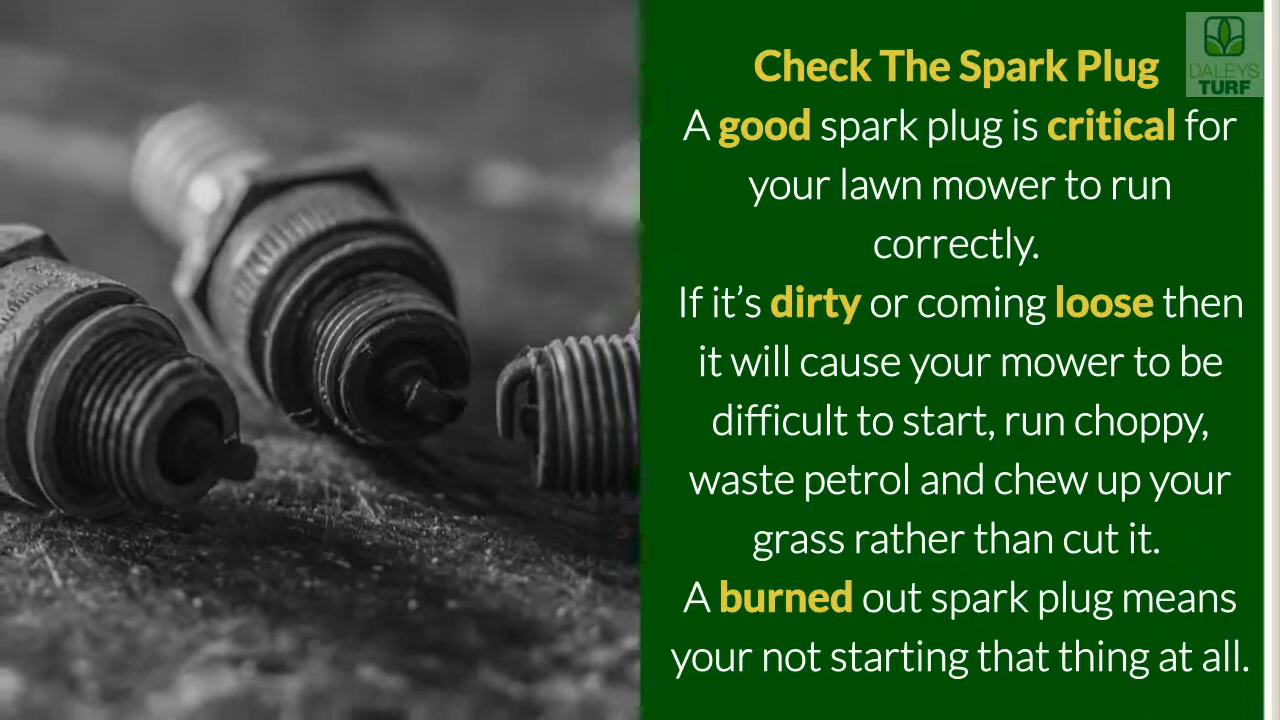 Check The Spark Plug
A good spark plug is critical for
your lawn mower to run
correctly.
If it’s dirty or coming loose then
it will cause your mower to be
difficult to start, run choppy,
waste petrol and chew up your
grass rather than cut it.
A burned out spark plug means
your not starting that thing at all.
DALEYS
TURF